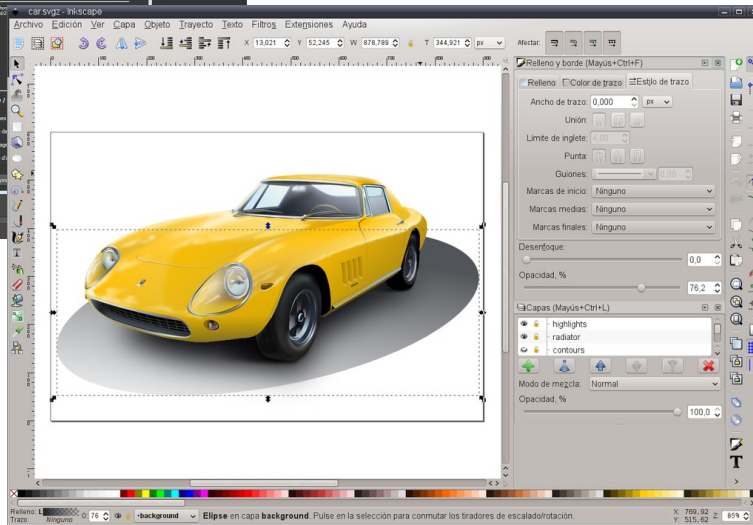 car.svgz - Inkscape
Archivo Edición Ver Capa Objeto Trayecto Texto Filtros Extensiones Ayuda
X 13,021 Y 52,245 W 878,789 T 344,921 px Afectar:
Relleno y borde (Mayús+Ctrl+F)
Relleno Color de trazo Estilo de trazo
Ancho de trazo: 0,000 px
Unión:
Límite de inglete: 4,00
Punta:
Guiones: 0,00
Marcas de inicio: Ninguno
Marcas medias: Ninguno
Marcas finales: Ninguno
Desenfoque:
0,0
Opacidad, %
76,2
Capas (Mayús+Ctrl+L)
highlights
radiator
contours
Modo de mezcla: Normal
Opacidad, %
100,0
Relleno: L
Trazo: Ninguno
O: 76
·background
Elipse en capa background. Pulse en la selección para conmutar los tiradores de escalado/rotación.
X: 769,92
Y: 515,62
Z: 85%